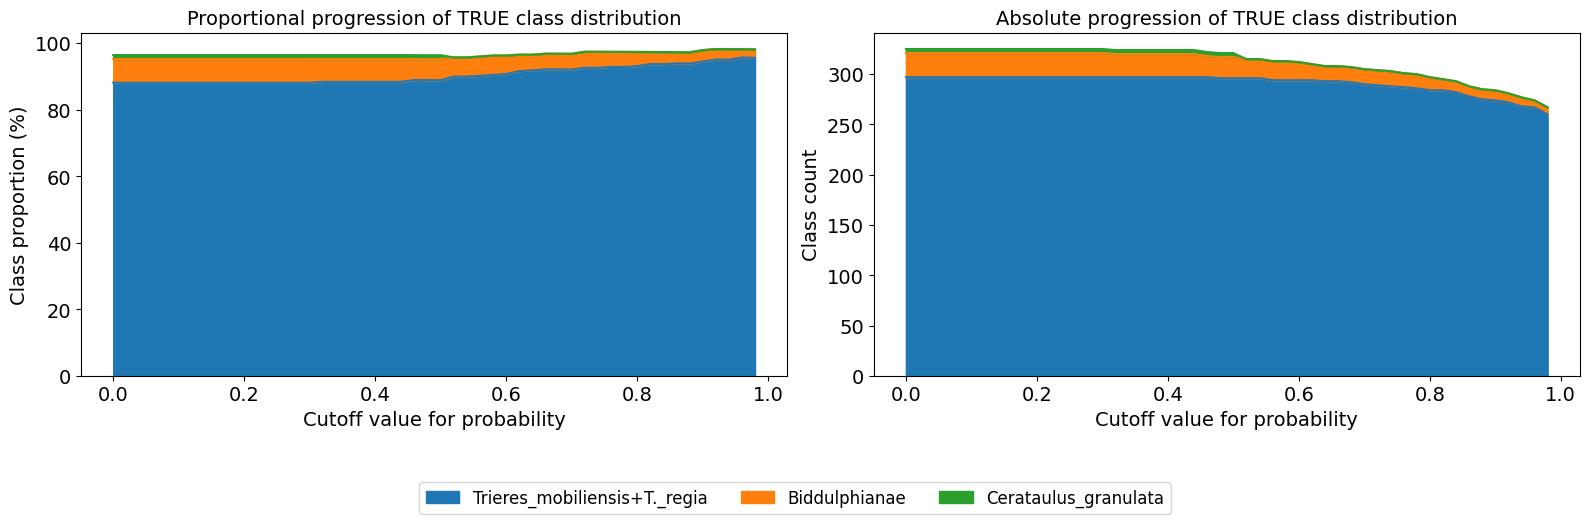 Proportional progression of TRUE class distribution
100
80
60
40
20
0
Class proportion (%)
0.0 0.2 0.4 0.6 0.8 1.0
Cutoff value for probability
Absolute progression of TRUE class distribution
300
250
200
150
100
50
0
Class count
0.0 0.2 0.4 0.6 0.8 1.0
Cutoff value for probability
Trieres_mobiliensis+T._regia Biddulphianae Cerataulus_granulata